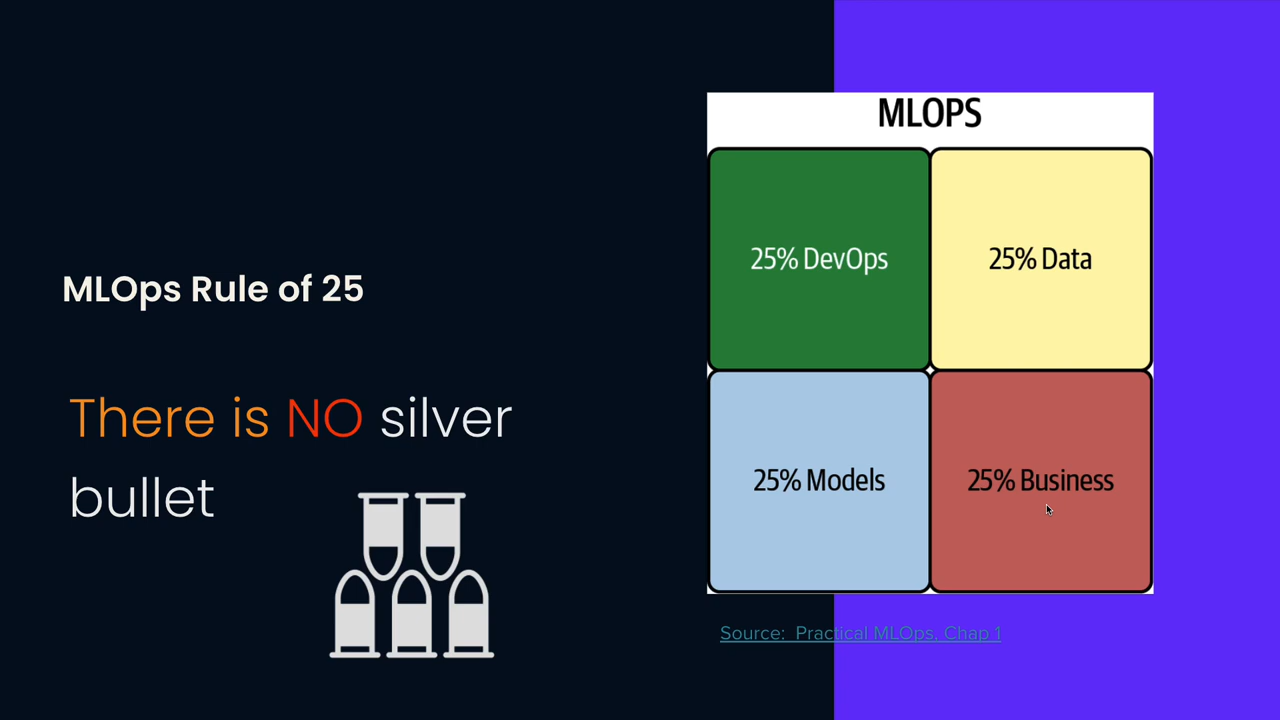 MLOps Rule of 25
There is NO silver
bullet
MLOPS
25% DevOps
25% Data
25% Models
25% Business
Source:  Practical MLOps, Chap 1